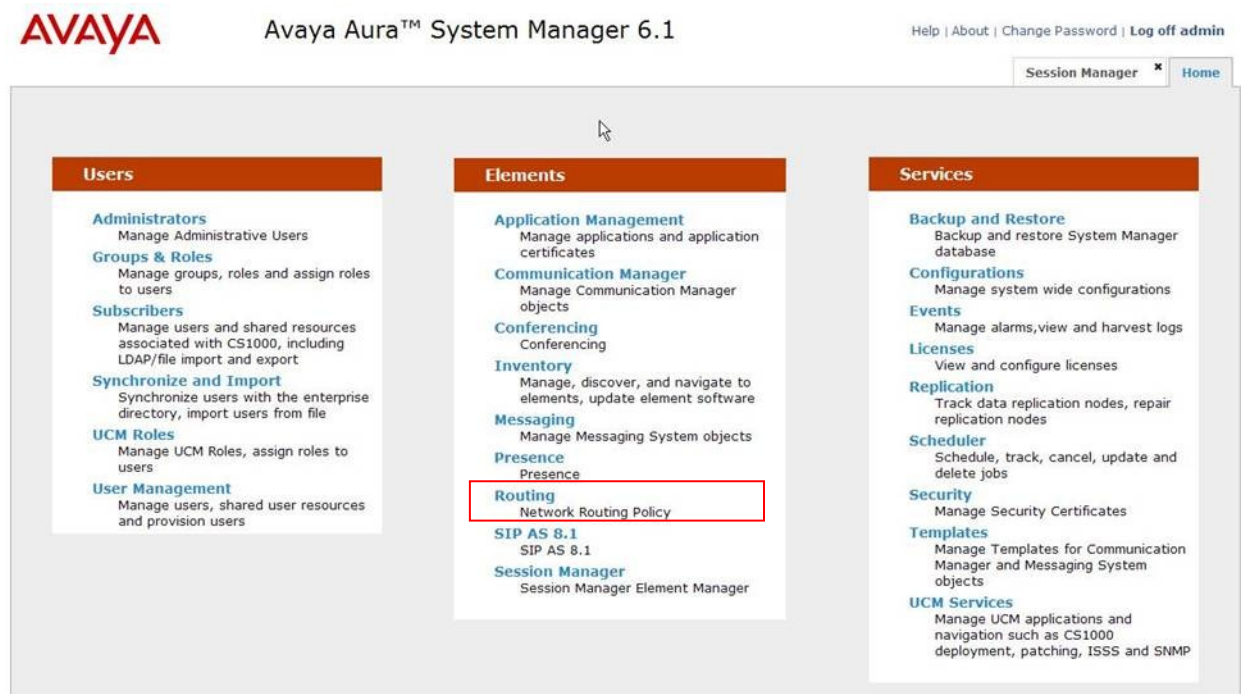 AVAYA
Avaya Aura™ System Manager 6.1
Help | About | Change Password | Log off admin
Session Manager ✖ Home
Users
Administrators
Manage Administrative Users
Groups & Roles
Manage groups, roles and assign roles
to users
Subscribers
Manage users and shared resources
associated with CS1000, including
LDAP/file import and export
Synchronize and Import
Synchronize users with the enterprise
directory, import users from file
UCM Roles
Manage UCM Roles, assign roles to
users
User Management
Manage users, shared user resources
and provision users
Elements
Application Management
Manage applications and application
certificates
Communication Manager
Manage Communication Manager
objects
Conferencing
Conferencing
Inventory
Manage, discover, and navigate to
elements, update element software
Messaging
Manage Messaging System objects
Presence
Presence
Routing
Network Routing Policy
SIP AS 8.1
SIP AS 8.1
Session Manager
Session Manager Element Manager
Services
Backup and Restore
Backup and restore System Manager
database
Configurations
Manage system wide configurations
Events
Manage alarms,view and harvest logs
Licenses
View and configure licenses
Replication
Track data replication nodes, repair
replication nodes
Scheduler
Schedule, track, cancel, update and
delete jobs
Security
Manage Security Certificates
Templates
Manage Templates for Communication
Manager and Messaging System
objects
UCM Services
Manage UCM applications and
navigation such as CS1000
deployment, patching, ISSS and SNMP